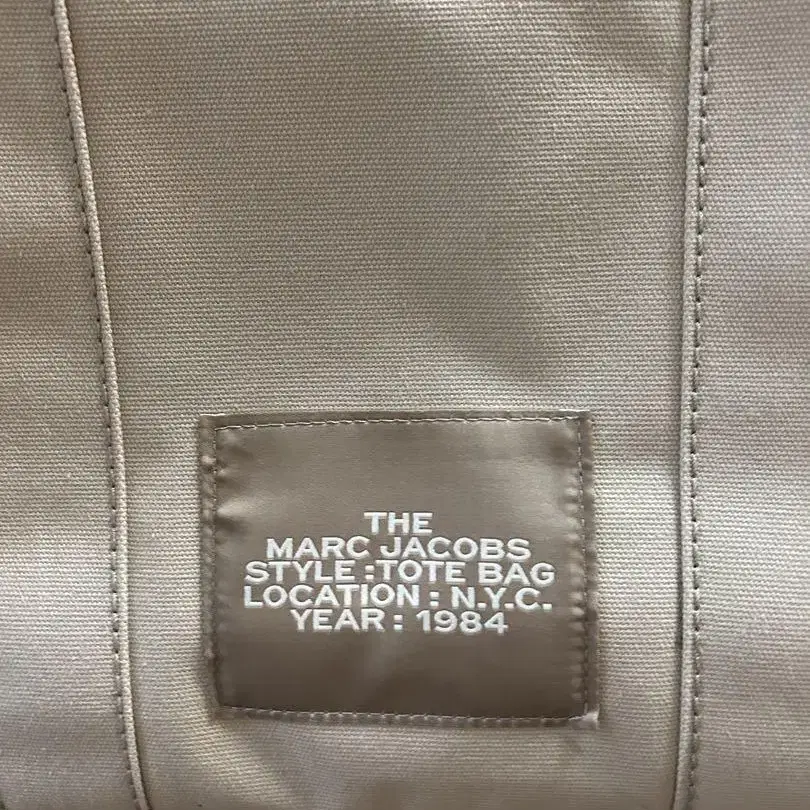 THE
MARC JACOBS
STYLE :TOTE BAG
LOCATION : N.Y.C.
YEAR : 1984